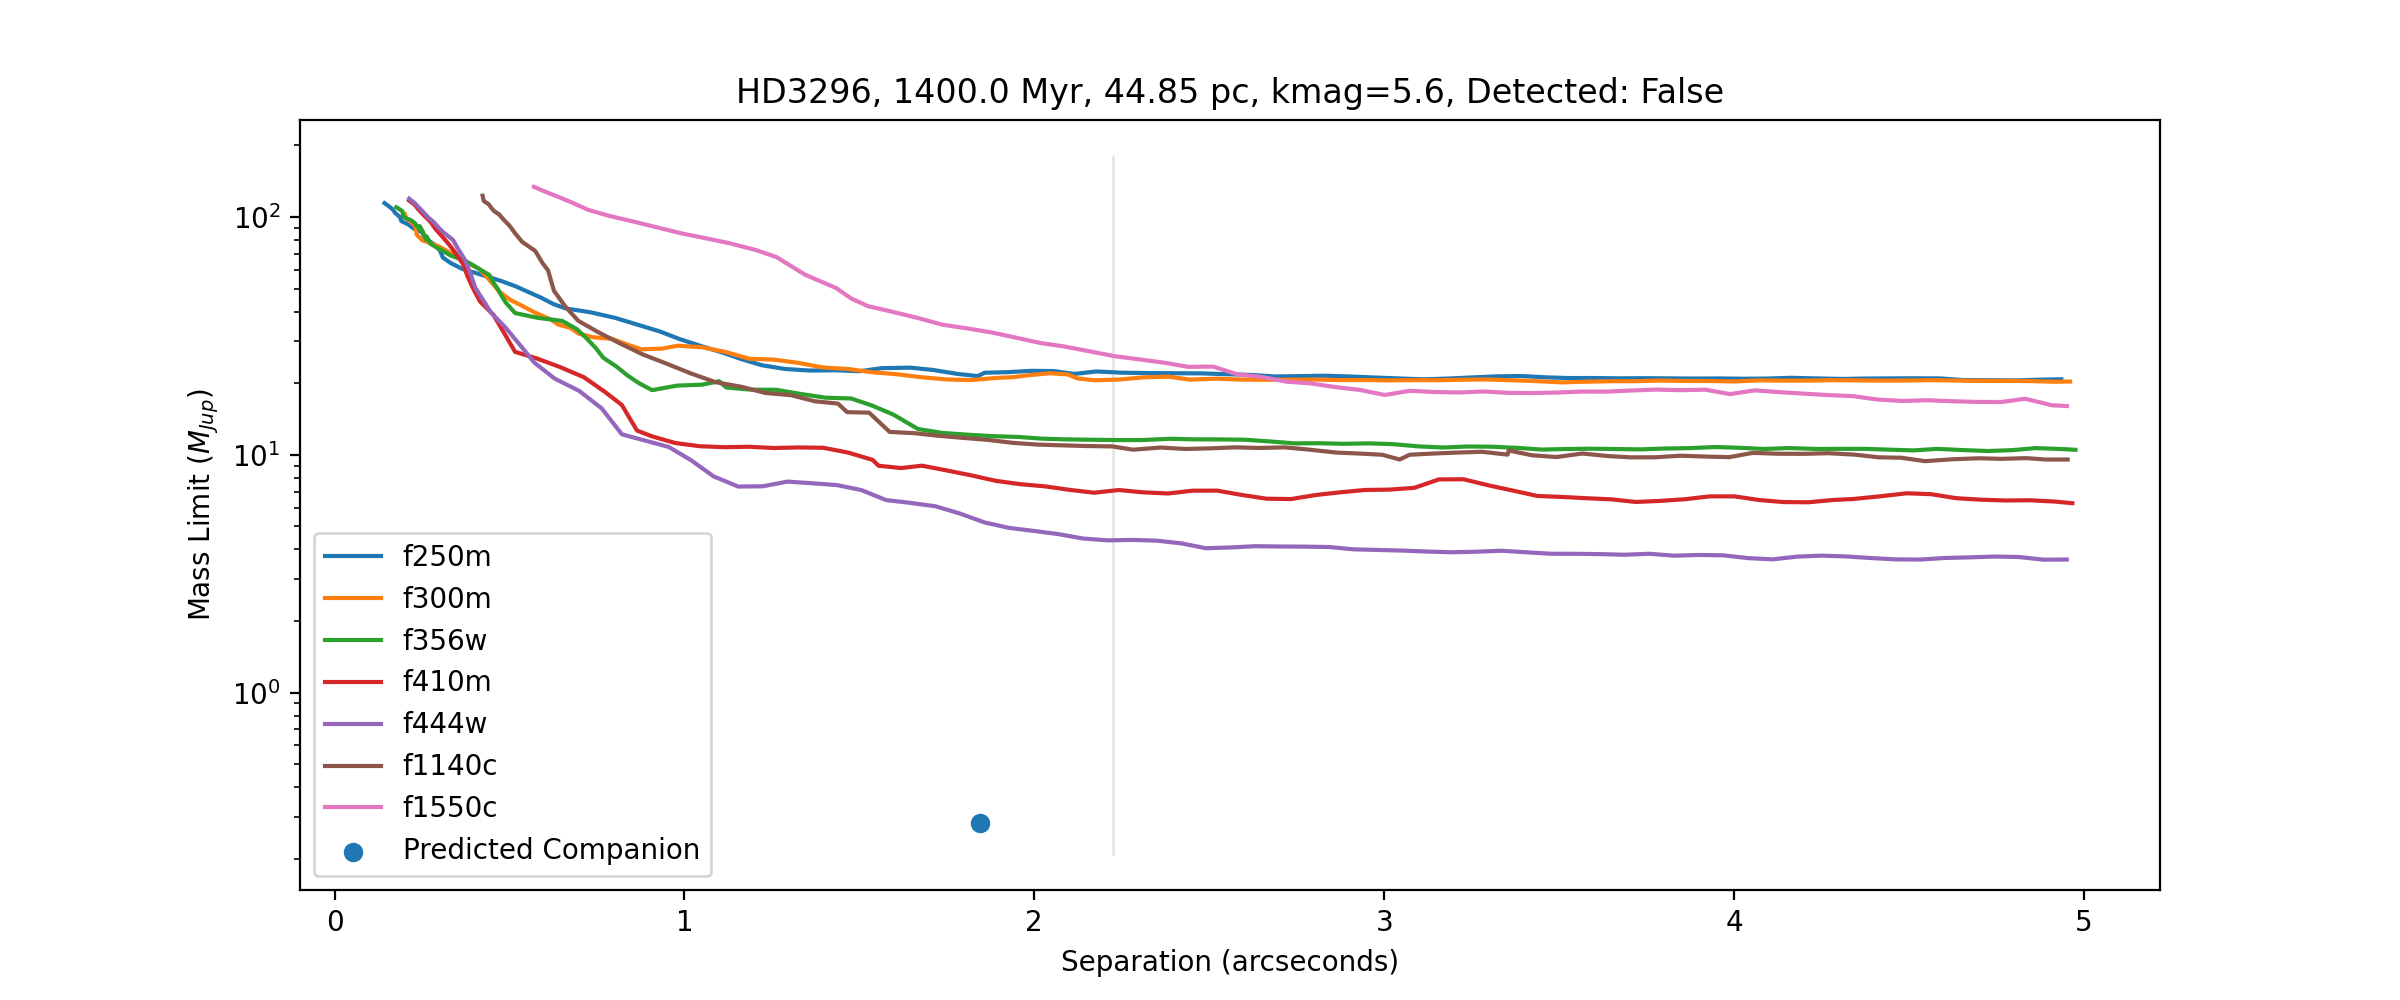 HD3296, 1400.0 Myr, 44.85 pc, kmag=5.6, Detected: False
Mass Limit (M_Jup)
10^2
10^1
10^0
f250m
f300m
f356w
f410m
f444w
f1140c
f1550c
Predicted Companion
0 1 2 3 4 5
Separation (arcseconds)